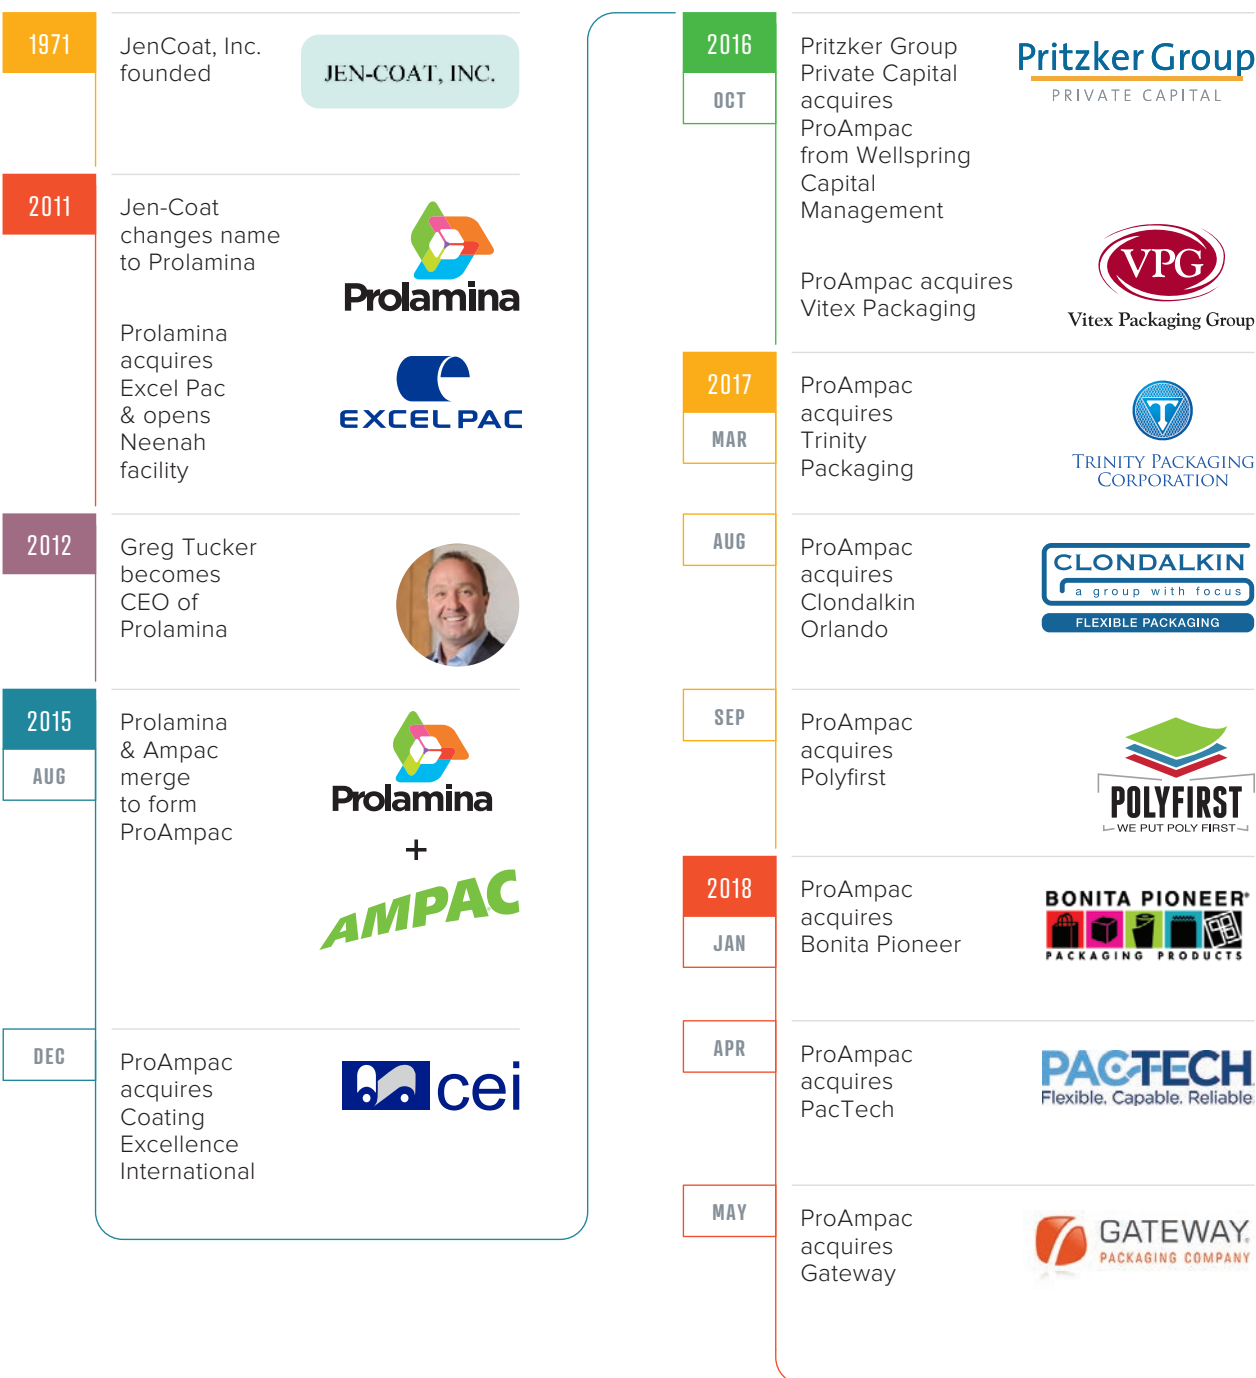 1971
JenCoat, Inc.
founded
JEN-COAT, INC.
2011
Jen-Coat
changes name
to Prolamina
Prolamina
Prolamina
acquires
Excel Pac
& opens
Neenah
facility
EXCELPAC
2012
Greg Tucker
becomes
CEO of
Prolamina
2015
AUG
Prolamina
& Ampac
merge
to form
ProAmpac
Prolamina
+
AMPAC
DEC
ProAmpac
acquires
Coating
Excellence
International
cei
2016
OCT
Pritzker Group
Private Capital
acquires
ProAmpac
from Wellspring
Capital
Management
Pritzker Group
PRIVATE CAPITAL
ProAmpac acquires
Vitex Packaging
VPG
Vitex Packaging Group
2017
MAR
ProAmpac
acquires
Trinity
Packaging
T
TRINITY PACKAGING
CORPORATION
AUG
ProAmpac
acquires
Clondalkin
Orlando
CLONDALKIN
a group with focus
FLEXIBLE PACKAGING
SEP
ProAmpac
acquires
Polyfirst
POLYFIRST
WE PUT POLY FIRST
2018
JAN
ProAmpac
acquires
Bonita Pioneer
BONITA PIONEER®
PACKAGING PRODUCTS
APR
ProAmpac
acquires
PacTech
PACTECH
Flexible. Capable. Reliable.
MAY
ProAmpac
acquires
Gateway
GATEWAY®
PACKAGING COMPANY